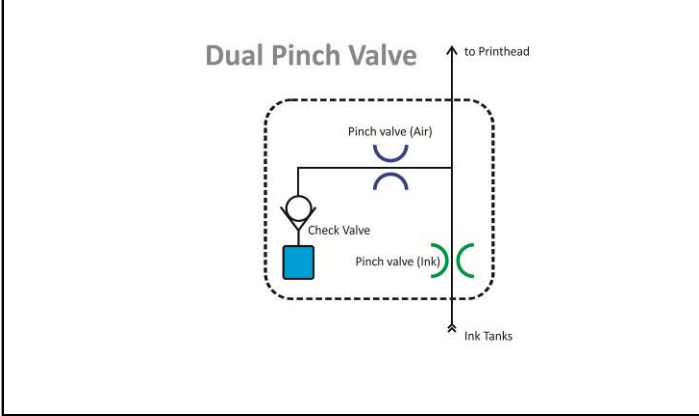 Dual Pinch Valve
to Printhead
Pinch valve (Air)
Check Valve
Pinch valve (Ink)
Ink Tanks